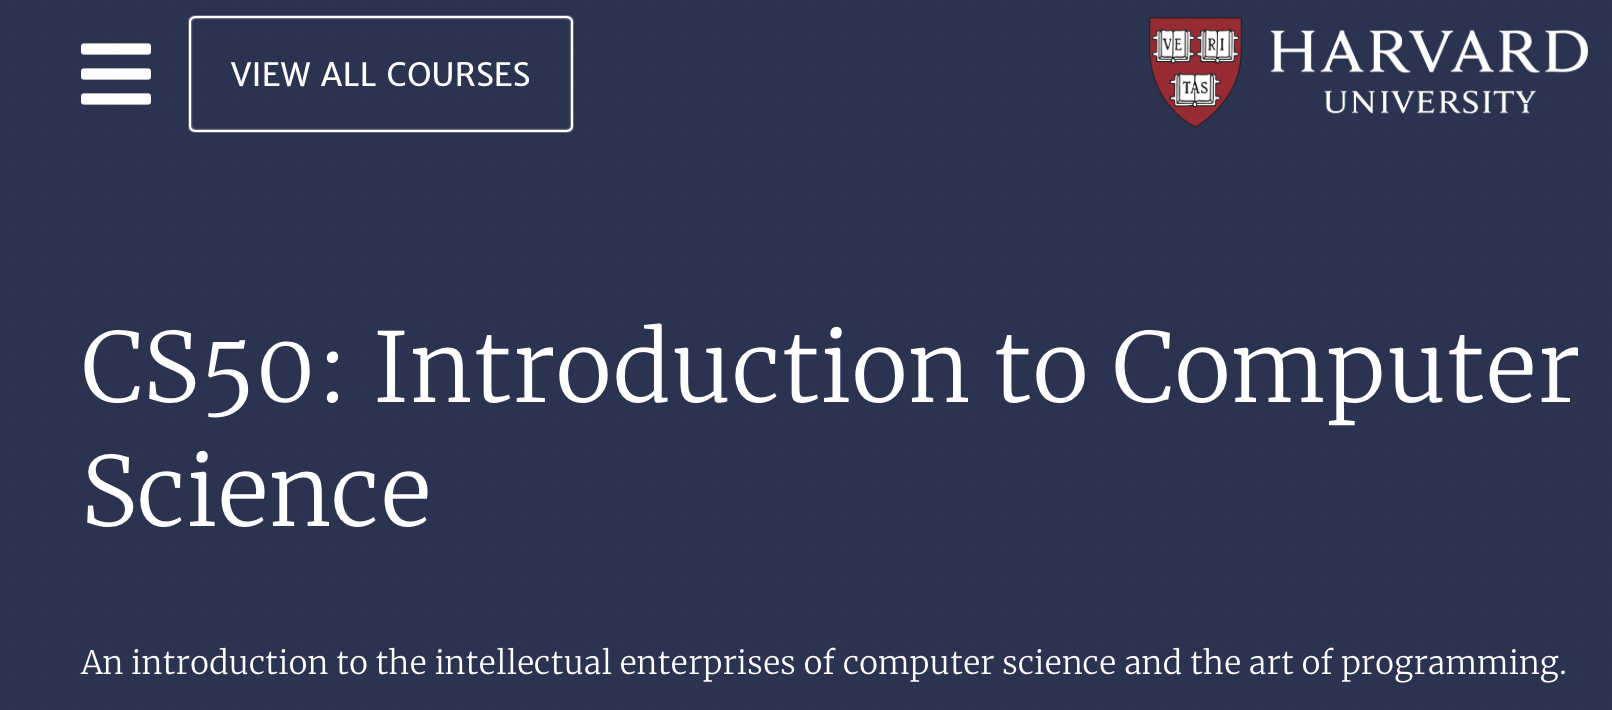 VIEW ALL COURSES
VE RI
TAS
HARVARD
UNIVERSITY
CS50: Introduction to Computer
Science
An introduction to the intellectual enterprises of computer science and the art of programming.